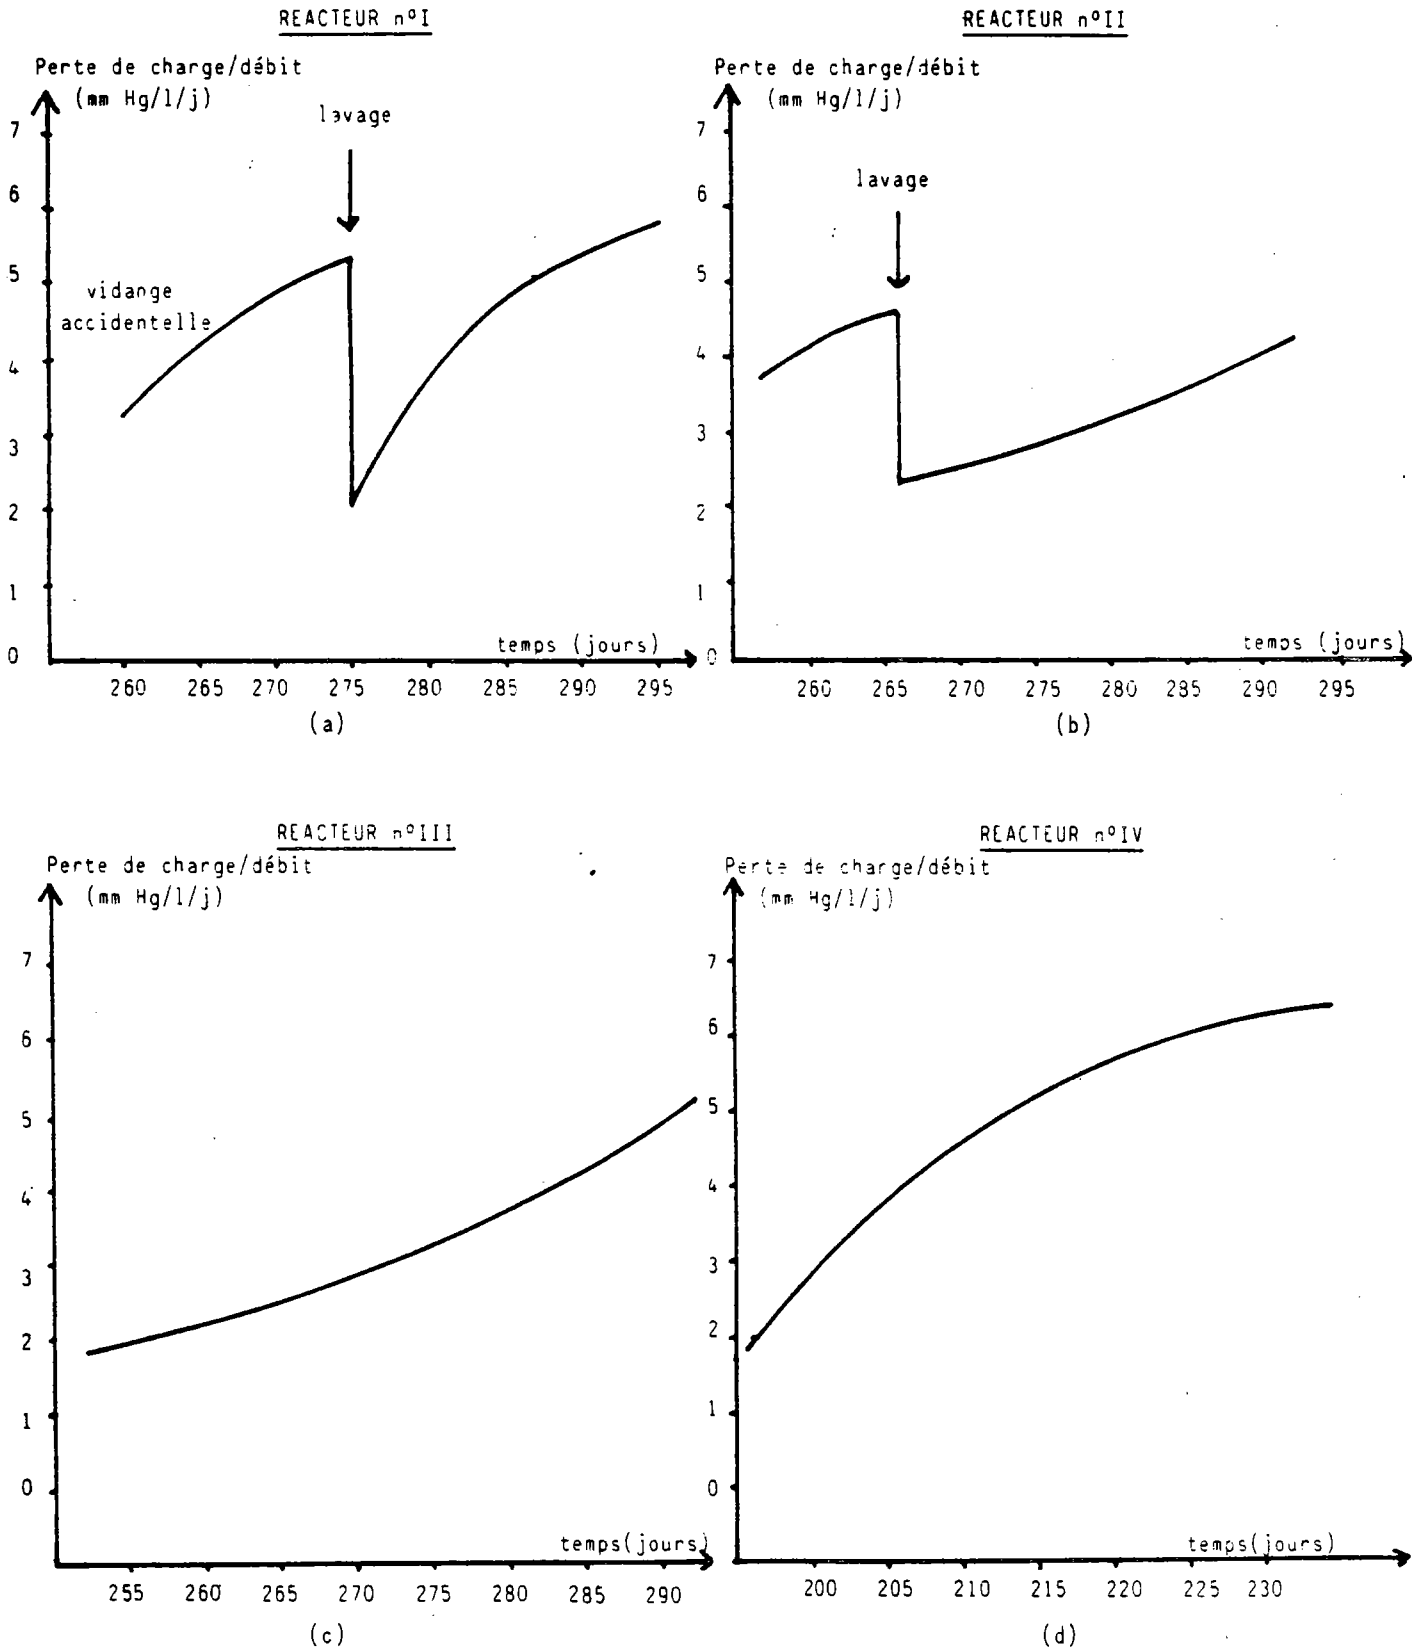 REACTEUR nºI
Perte de charge/débit
(mm Hg/l/j)
lavage
vidange
accidentelle
7
6
5
4
3
2
1
0
temps (jours)
260 265 270 275 280 285 290 295
(a)
REACTEUR nºII
Perte de charge/débit
(mm Hg/l/j)
lavage
7
6
5
4
3
2
1
0
temps (jours)
260 265 270 275 280 285 290 295
(b)
REACTEUR nºIII
Perte de charge/débit
(mm Hg/l/j)
7
6
5
4
3
2
1
0
temps(jours)
255 260 265 270 275 280 285 290
(c)
REACTEUR nºIV
Perte de charge/débit
(mm Hg/l/j)
7
6
5
4
3
2
1
0
temps(jours)
200 205 210 215 220 225 230
(d)